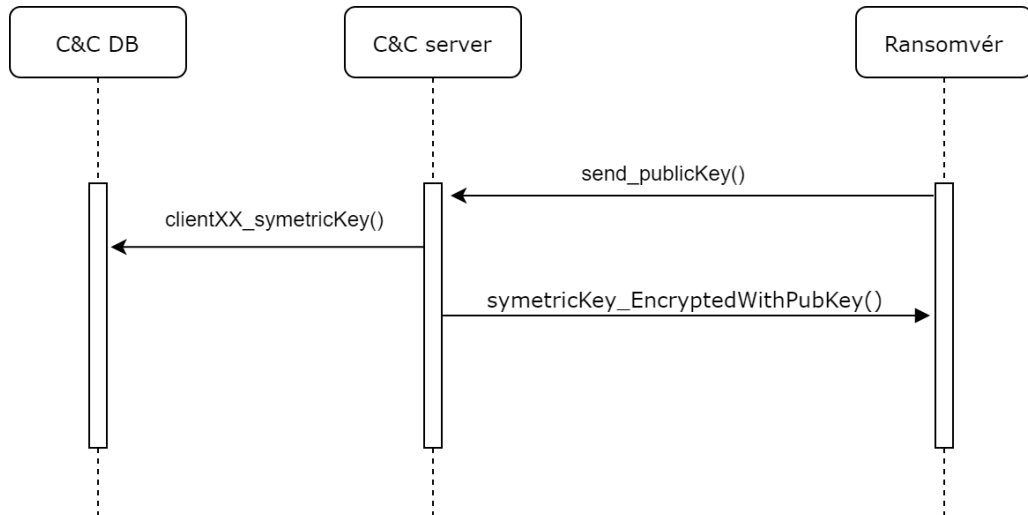 C&C DB
C&C server
Ransomvér
send_publicKey()
clientXX_symetricKey()
symetricKey_EncryptedWithPubKey()